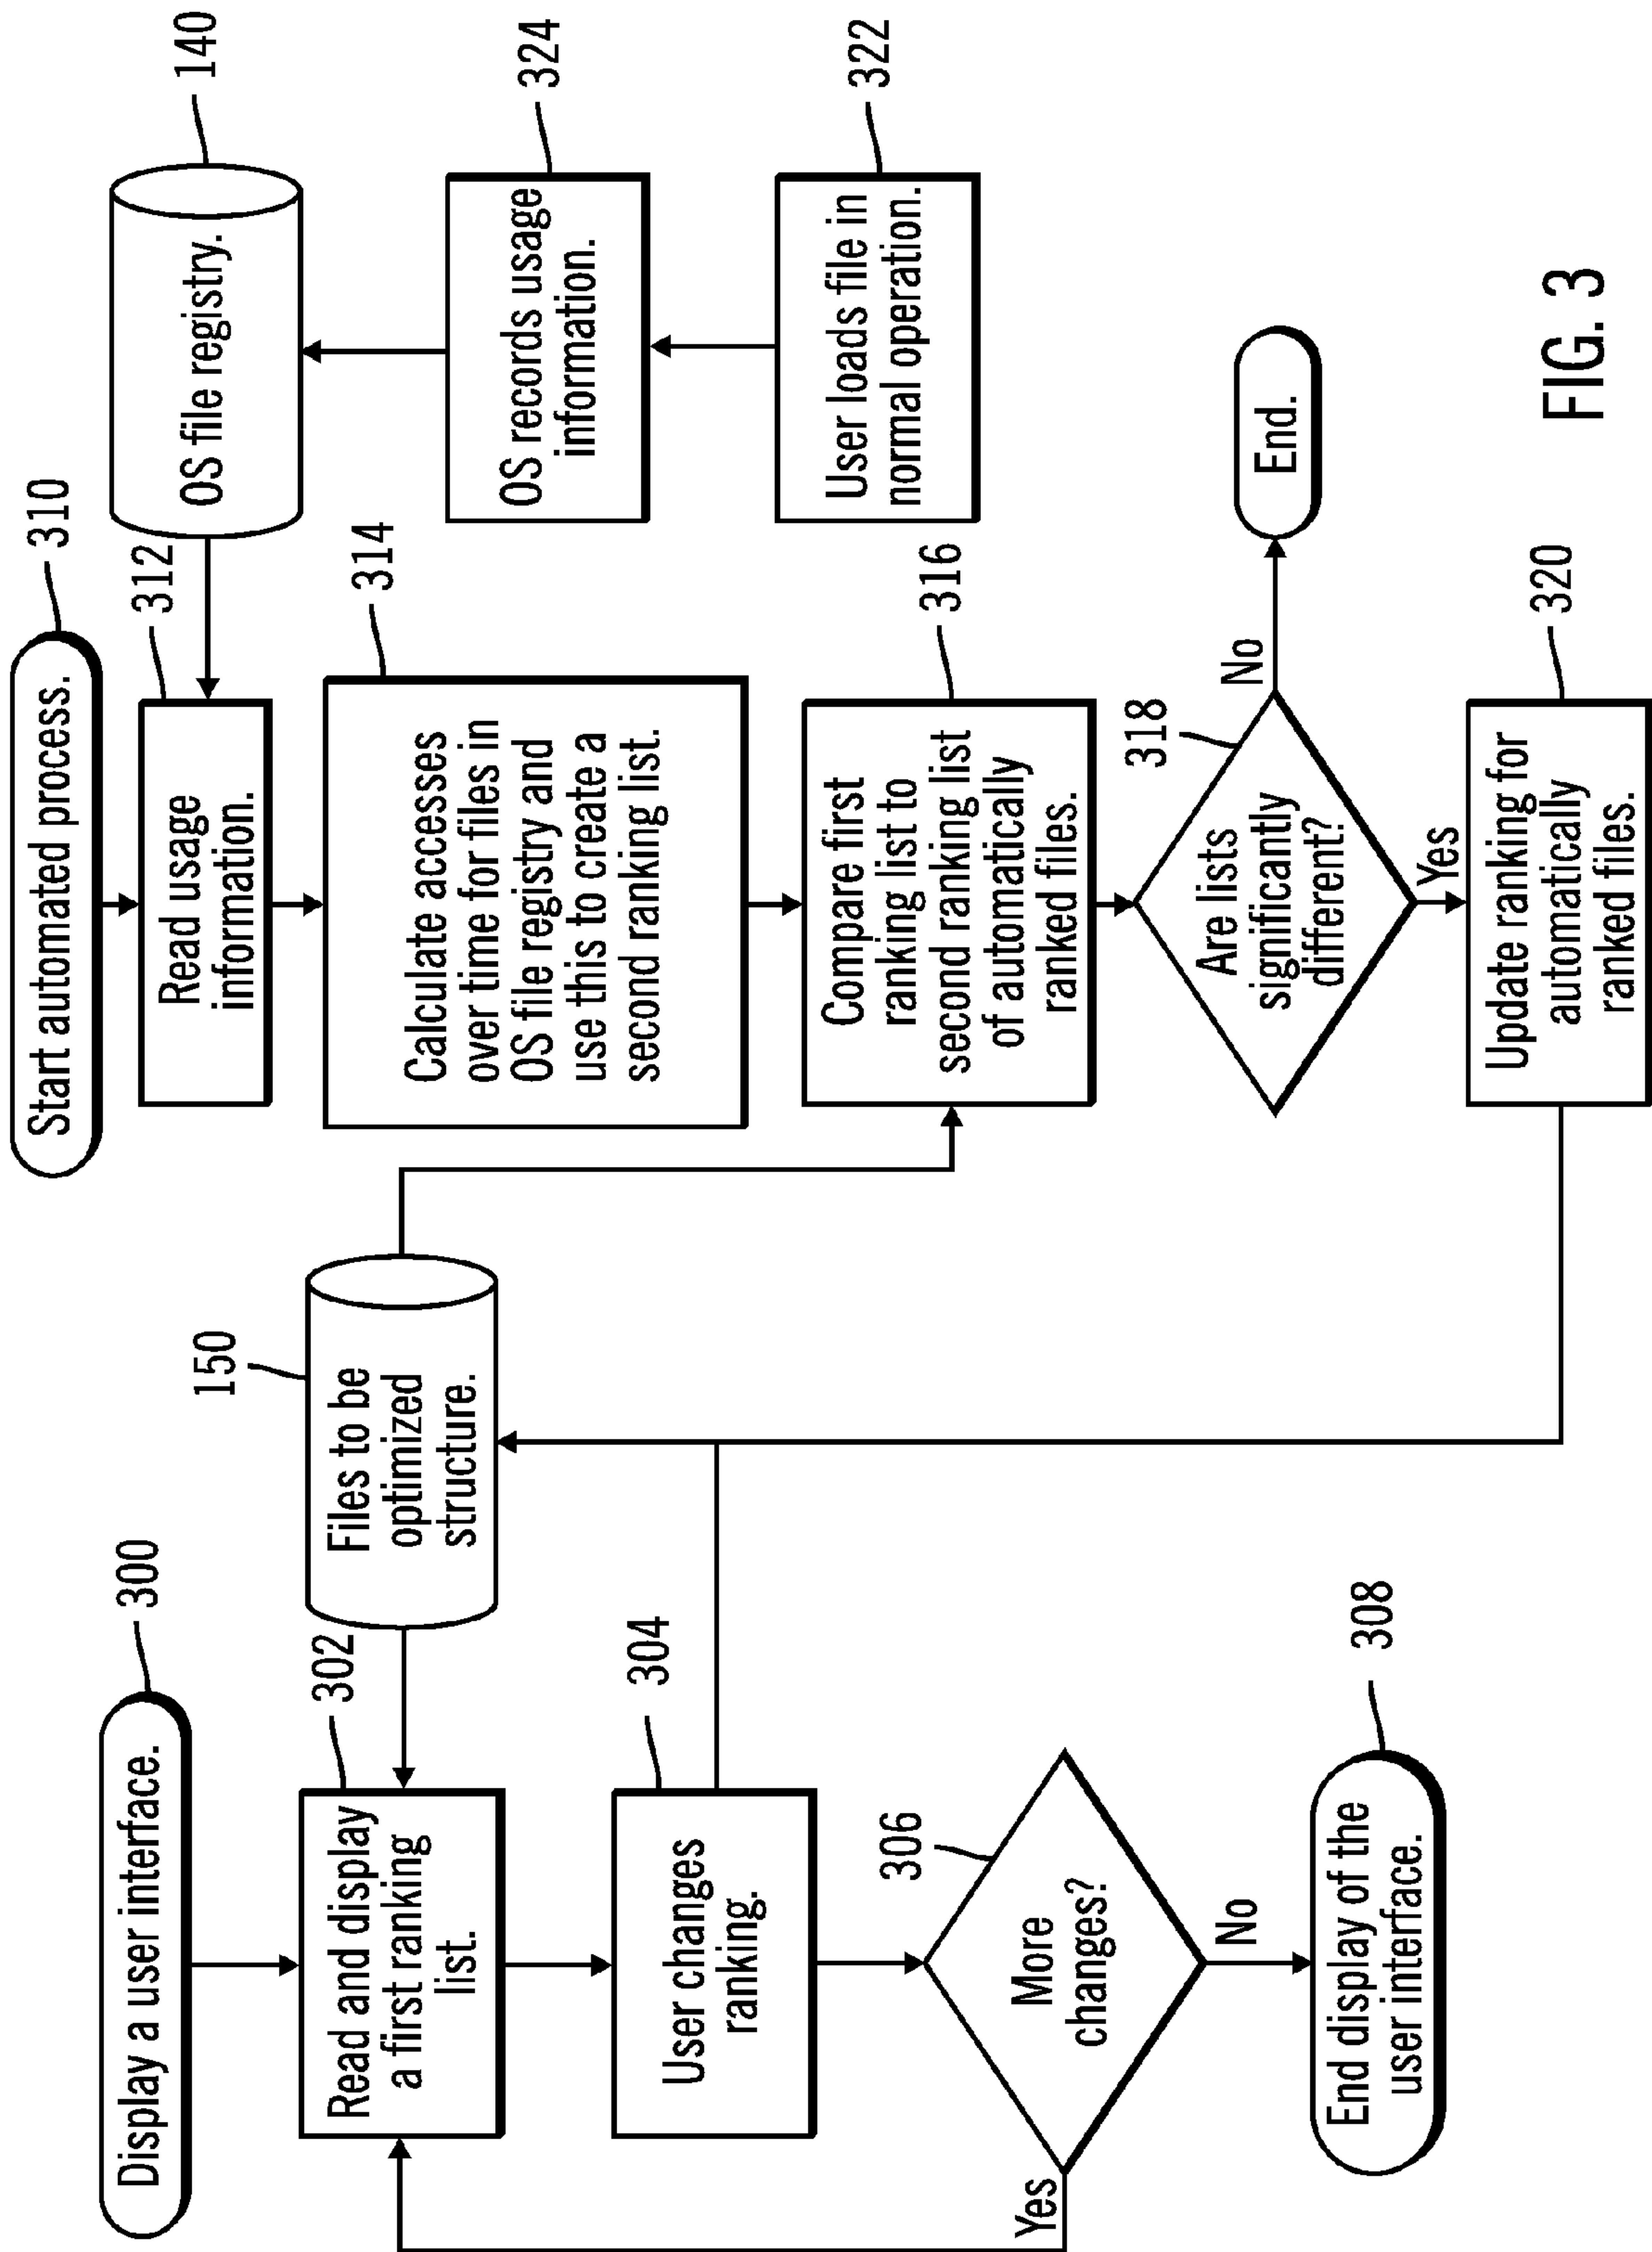 300
Display a user interface.
302
Read and display
a first ranking
list.
304
User changes
ranking.
306
More
changes?
Yes
No
308
End display of the
user interface.
150
Files to be
optimized
structure.
310
Start automated process.
312
Read usage
information.
314
Calculate accesses
over time for files in
OS file registry and
use this to create a
second ranking list.
316
Compare first
ranking list to
second ranking list
of automatically
ranked files.
318
Are lists
significantly
different?
No
End.
Yes
320
Update ranking for
automatically
ranked files.
140
OS file registry.
324
OS records usage
information.
322
User loads file in
normal operation.
FIG. 3